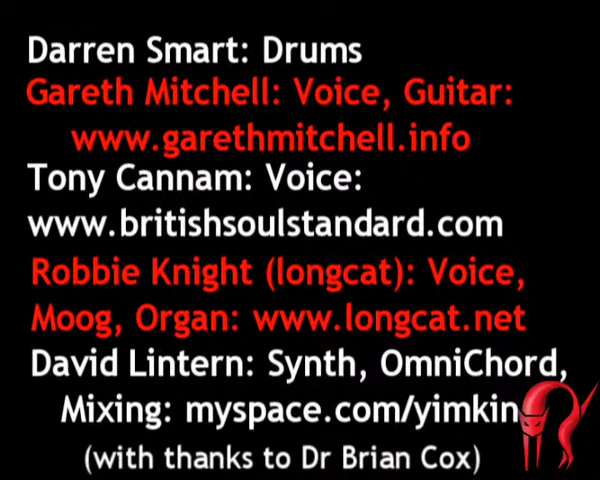 Darren Smart: Drums
Gareth Mitchell: Voice, Guitar:
www.garethmitchell.info
Tony Cannam: Voice:
www.britishsoulstandard.com
Robbie Knight (longcat): Voice,
Moog, Organ: www.longcat.net
David Lintern: Synth, OmniChord,
Mixing: myspace.com/yimkin
(with thanks to Dr Brian Cox)